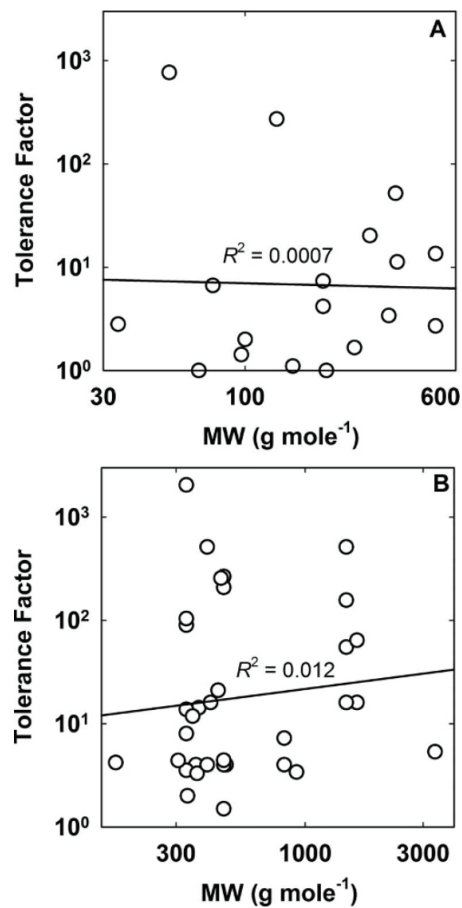 A
10³
10²
10¹
10⁰
Tolerance Factor
R² = 0.0007
30
100
600
MW (g mole⁻¹)
B
10³
10²
10¹
10⁰
Tolerance Factor
R² = 0.012
300
1000
3000
MW (g mole⁻¹)